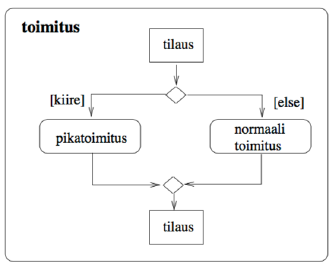 toimitus
tilaus
[kiire]
[else]
pikatoimitus
normaali
toimitus
tilaus